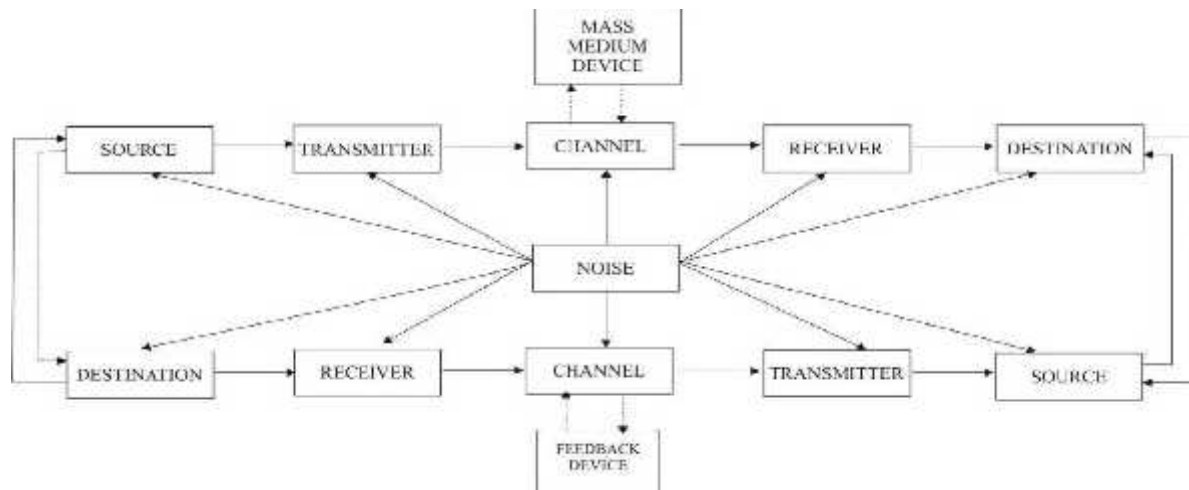 MASS
MEDIUM
DEVICE
SOURCE
TRANSMITTER
CHANNEL
RECEIVER
DESTINATION
NOISE
DESTINATION
RECEIVER
CHANNEL
TRANSMITTER
SOURCE
FEEDBACK
DEVICE